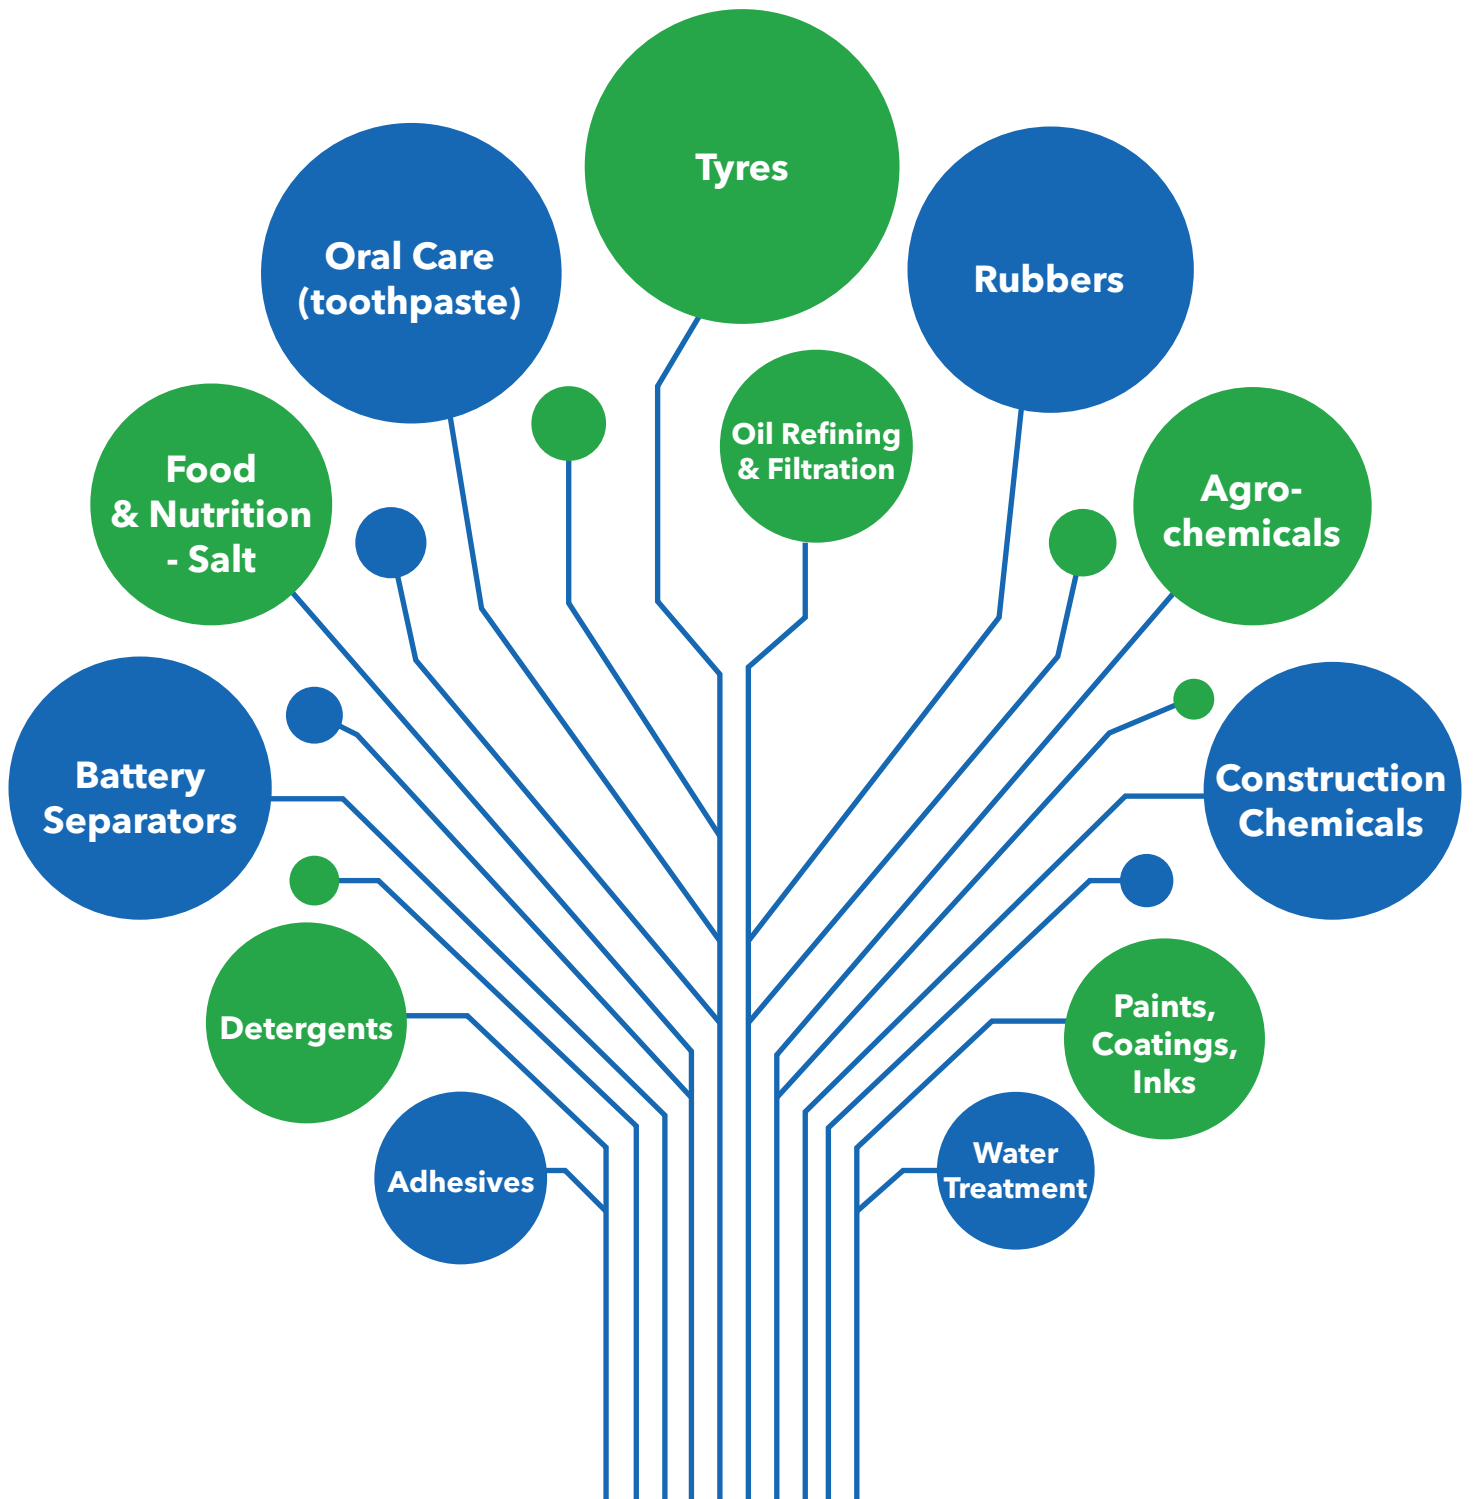 Tyres
Oral Care
(toothpaste)
Rubbers
Oil Refining
& Filtration
Food
& Nutrition
- Salt
Agro-
chemicals
Battery
Separators
Construction
Chemicals
Detergents
Paints,
Coatings,
Inks
Adhesives
Water
Treatment